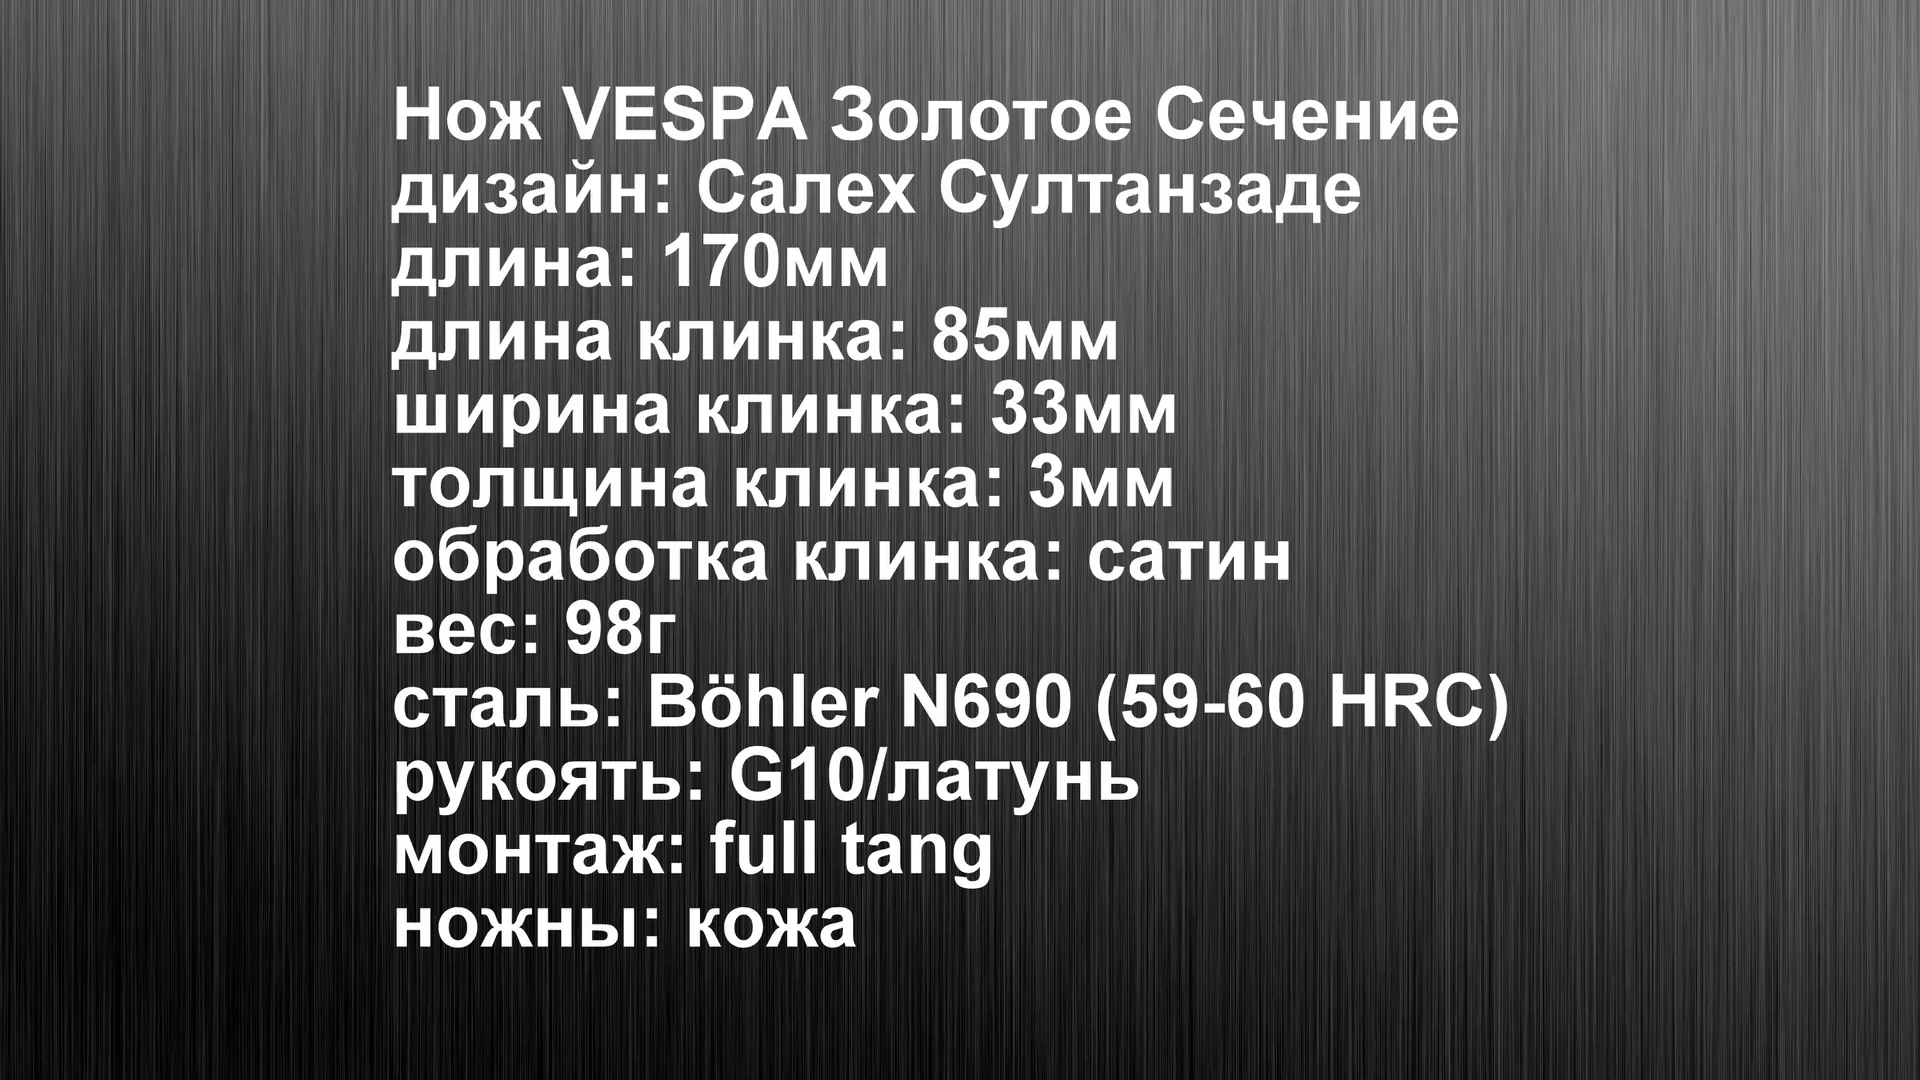 Нож VESPA Золотое Сечение
дизайн: Салех Султанзаде
длина: 170мм
длина клинка: 85мм
ширина клинка: 33мм
толщина клинка: 3мм
обработка клинка: сатин
вес: 98г
сталь: Böhler N690 (59-60 HRC)
рукоять: G10/латунь
монтаж: full tang
ножны: кожа